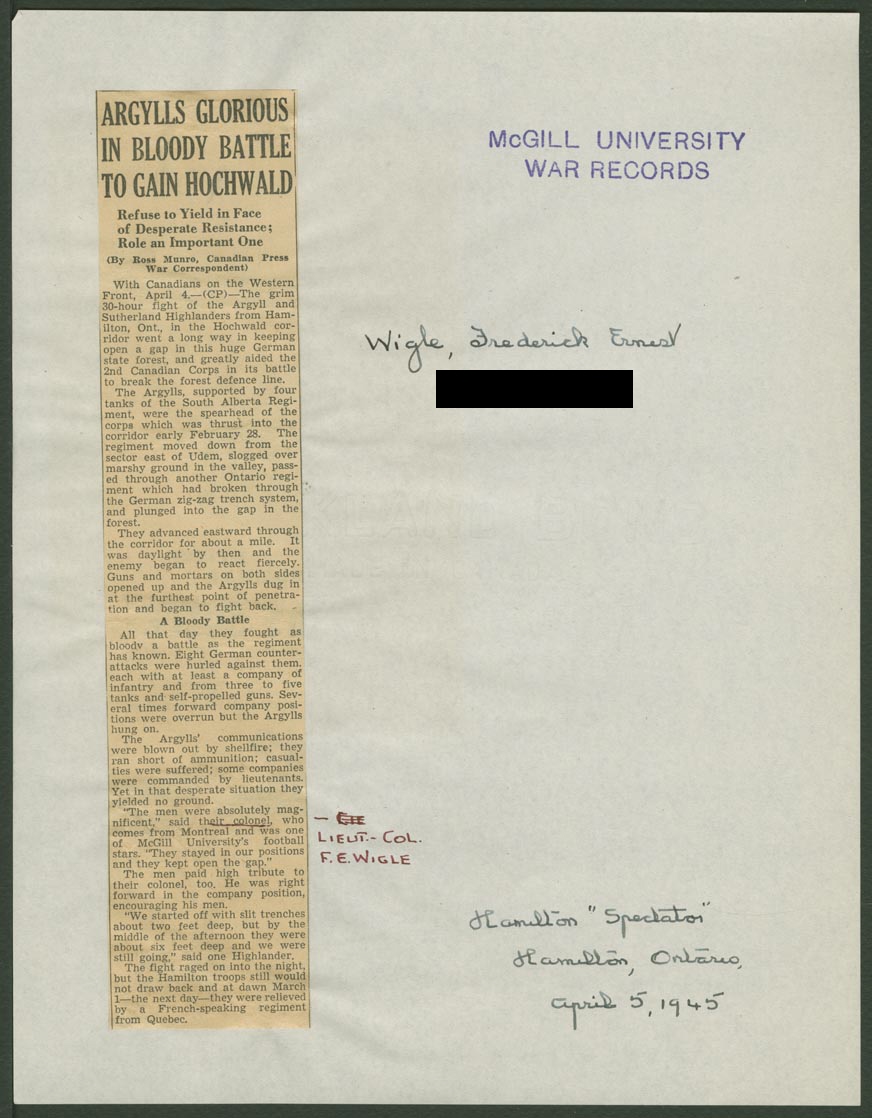 ARGYLLS GLORIOUS
IN BLOODY BATTLE
TO GAIN HOCHWALD
Refuse to Yield in Face
of Desperate Resistance;
Role an Important One
(By Ross Munro, Canadian Press
War Correspondent)
With Canadians on the Western
Front, April 4.—(CP)—The grim
30-hour fight of the Argyll and
Sutherland Highlanders from Ham-
ilton, Ont., in the Hochwald cor-
ridor went a long way in keeping
open a gap in this huge German
state forest, and greatly aided the
2nd Canadian Corps in its battle
to break the forest defence line.
The Argylls, supported by four
tanks of the South Alberta Regi-
ment, were the spearhead of the
corps which was thrust into the
corridor early February 28. The
regiment moved down from the
sector east of Udem, slogged over
marshy ground in the valley, pass-
ed through another Ontario regi-
ment which had broken through
the German zig-zag trench system,
and plunged into the gap in the
forest.
They advanced eastward through
the corridor for about a mile. It
was daylight by then and the
enemy began to react fiercely.
Guns and mortars on both sides
opened up and the Argylls dug in
at the furthest point of penetra-
tion and began to fight back.
A Bloody Battle
All that day they fought as
bloody a battle as the regiment
has known. Eight German counter-
attacks were hurled against them,
each with at least a company of
infantry and from three to five
tanks and self-propelled guns. Sev-
eral times forward company posi-
tions were overrun but the Argylls
hung on.
The Argylls' communications
were blown out by shellfire; they
ran short of ammunition; casual-
ties were suffered; some companies
were commanded by lieutenants.
Yet in that desperate situation they
yielded no ground.
"The men were absolutely mag-
nificent," said their colonel, who
comes from Montreal and was one
of McGill University's football
stars. "They stayed in our positions
and they kept open the gap."
The men paid high tribute to
their colonel, too. He was right
forward in the company position,
encouraging his men.
"We started off with slit trenches
about two feet deep, but by the
middle of the afternoon they were
about six feet deep and we were
still going," said one Highlander.
The fight raged on into the night,
but the Hamilton troops still would
not draw back and at dawn March
1—the next day—they were relieved
by a French-speaking regiment
from Quebec.
McGILL UNIVERSITY
WAR RECORDS
Wigle, Frederick Ernest
—
LIEUT.- COL.
F. E. WIGLE
Hamilton "Spectator"
Hamilton, Ontario,
April 5, 1945